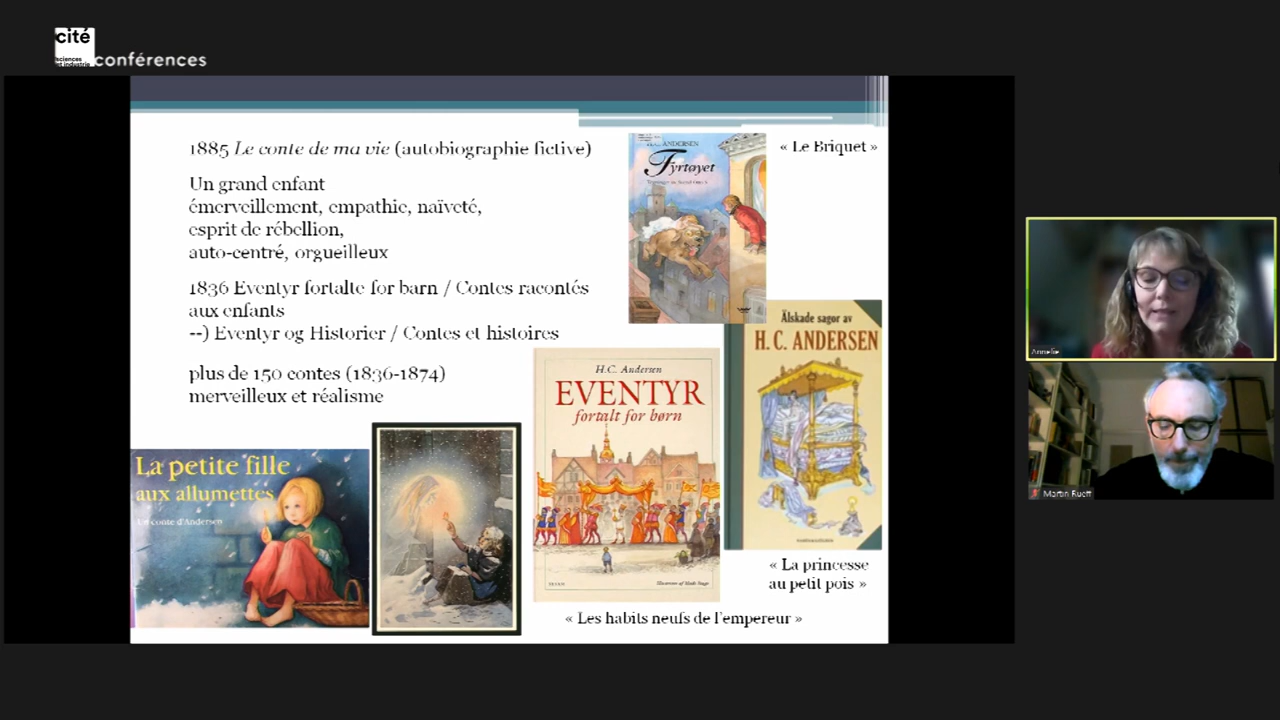 cité
sciences
et industrie
conférences
1885 Le conte de ma vie (autobiographie fictive)
Un grand enfant
émerveillement, empathie, naïveté,
esprit de rébellion,
auto-centré, orgueilleux
1836 Eventyr fortalte for barn / Contes racontés
aux enfants
--) Eventyr og Historier / Contes et histoires
plus de 150 contes (1836-1874)
merveilleux et réalisme
ANDERSEN
Fyrtøyet
« Le Briquet »
Älskade sagor av
H. C. ANDERSEN
« La princesse
au petit pois »
H.C. Andersen
EVENTYR
fortalt for børn
« Les habits neufs de l'empereur »
La petite fille
aux allumettes
Un conte d'Andersen
Annelie
Martin Rueff